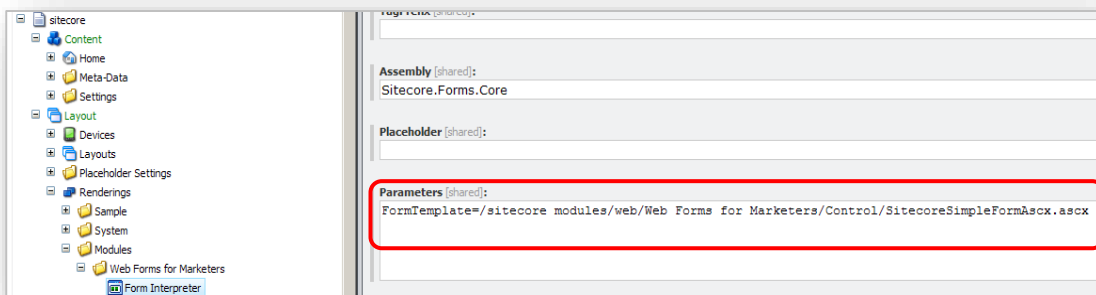 sitecore
Content
Home
Meta-Data
Settings
Layout
Devices
Layouts
Placeholder Settings
Renderings
Sample
System
Modules
Web Forms for Marketers
Form Interpreter
Assembly [shared]:
Sitecore.Forms.Core
Placeholder [shared]:
Parameters [shared]:
FormTemplate=/sitecore modules/web/Web Forms for Marketers/Control/SitecoreSimpleFormAscx.ascx